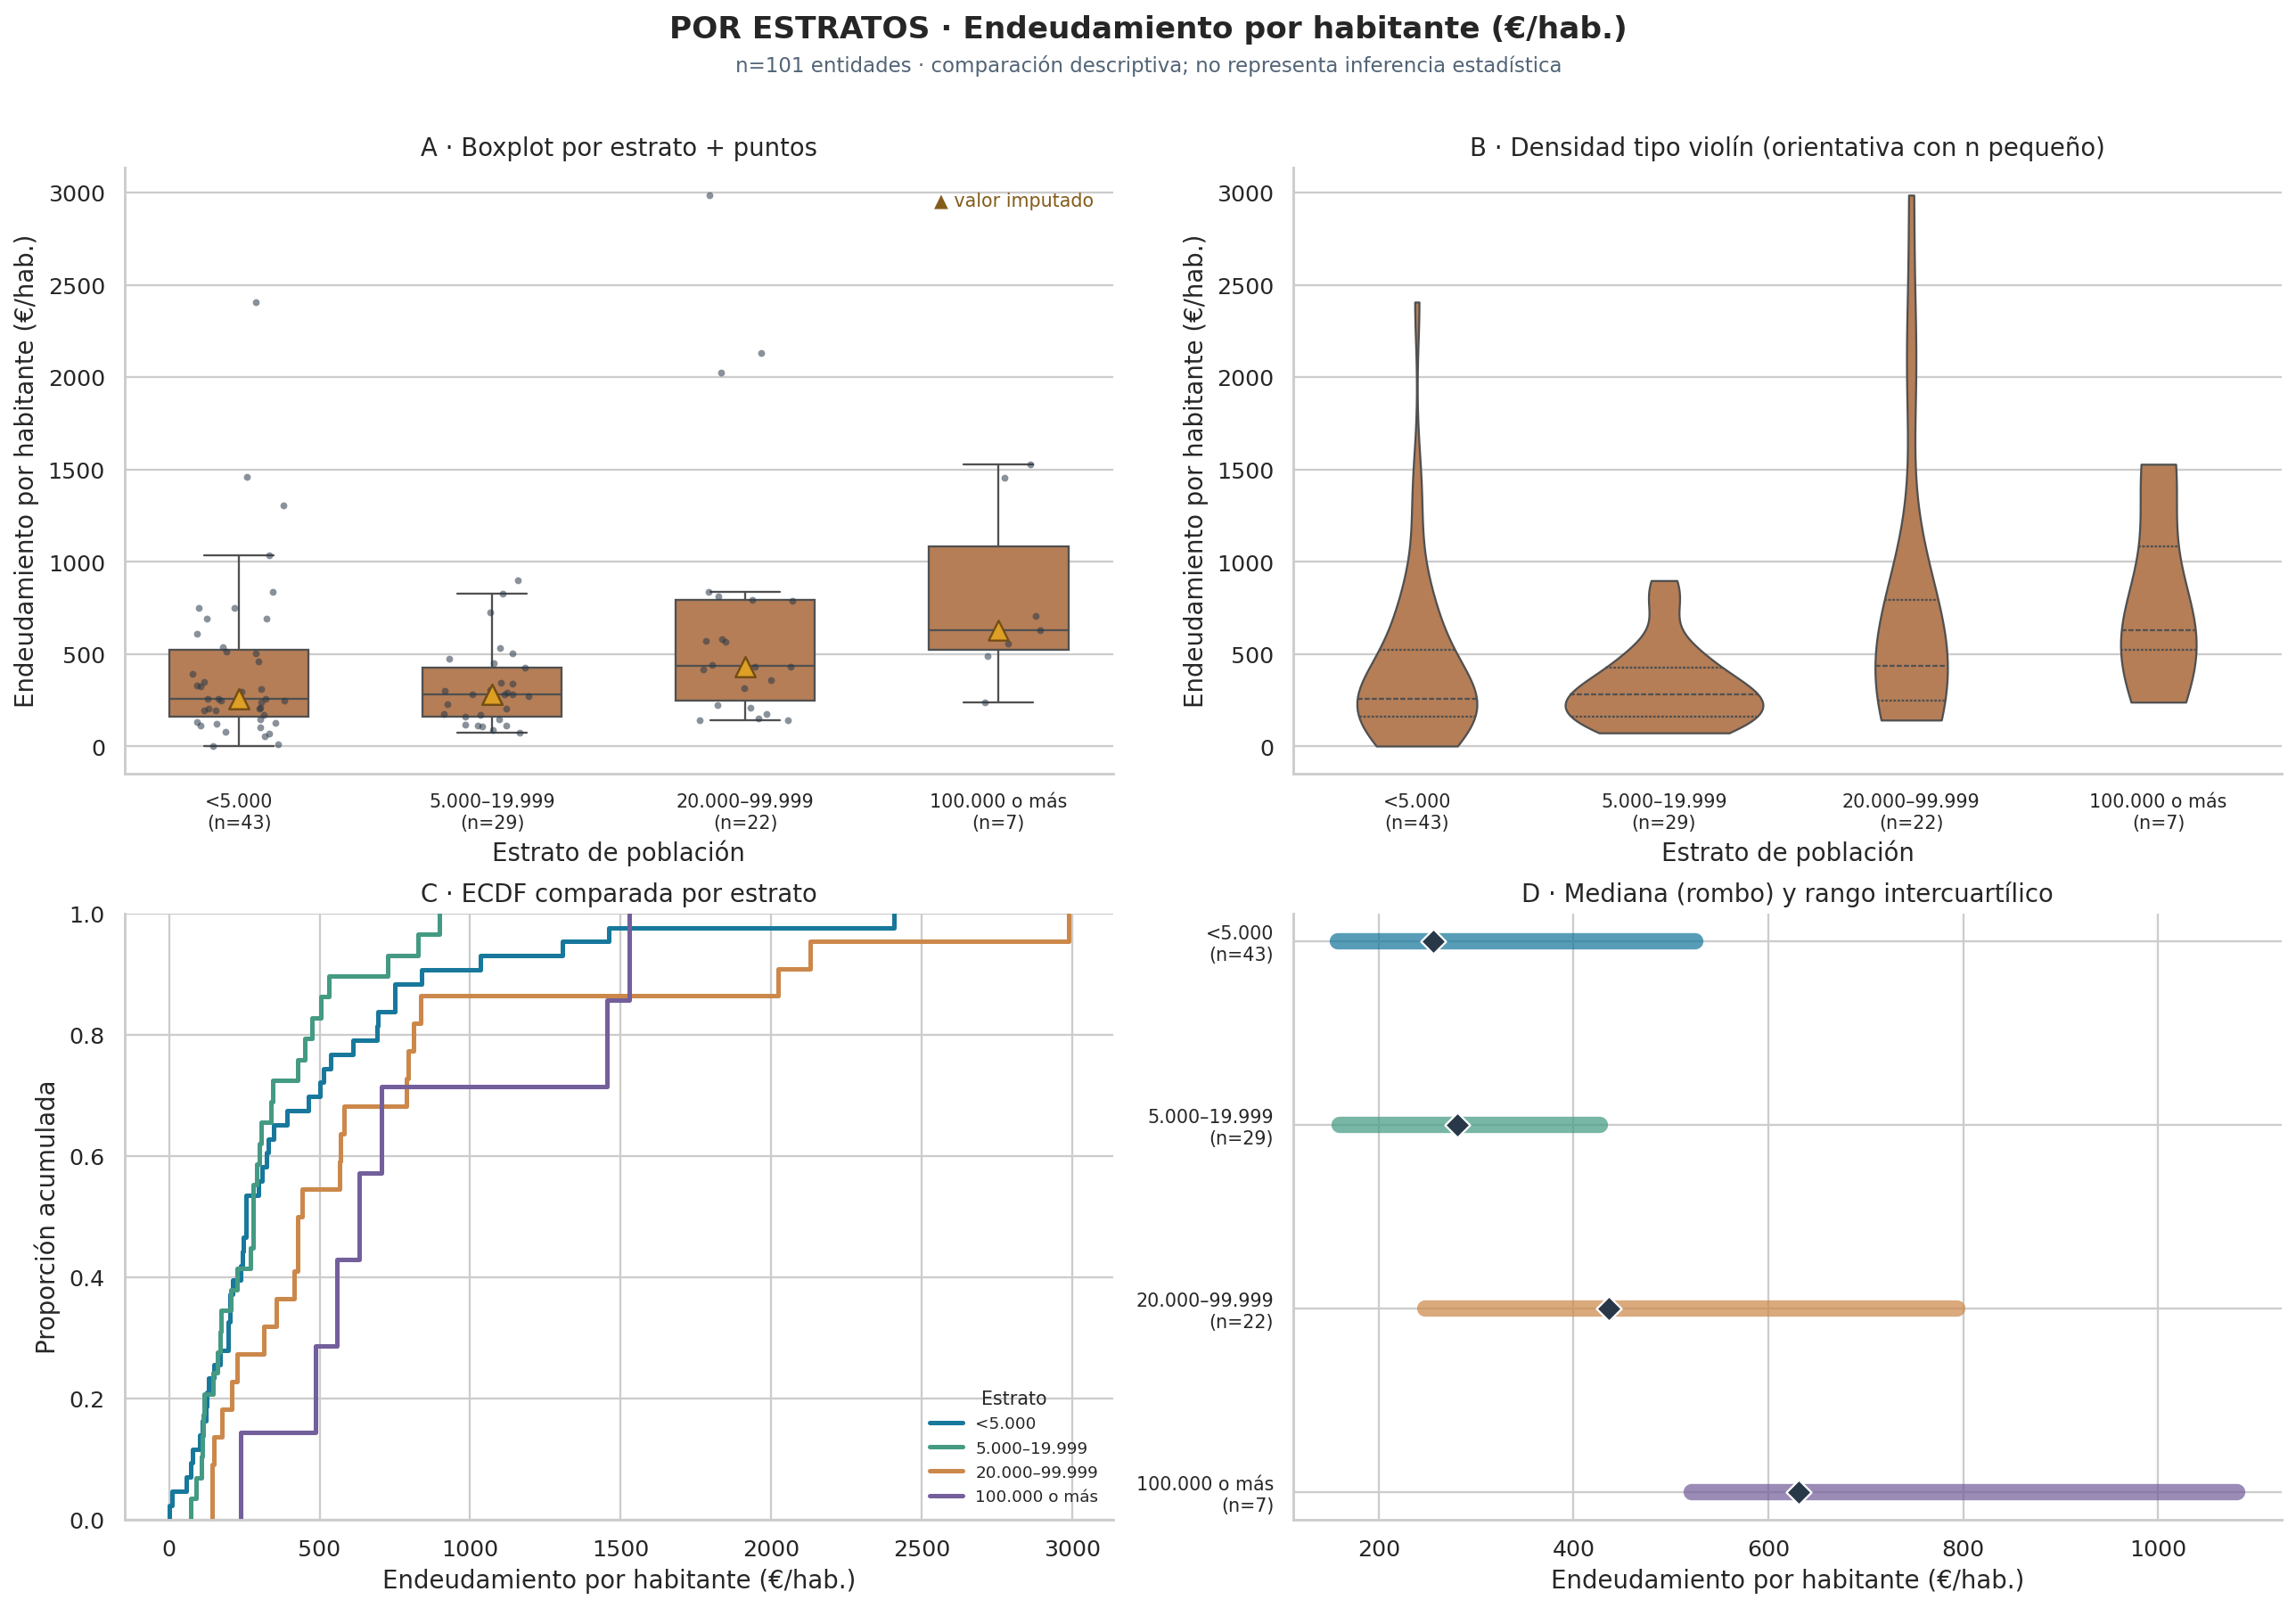 POR ESTRATOS · Endeudamiento por habitante (€/hab.)
n=101 entidades · comparación descriptiva; no representa inferencia estadística
A · Boxplot por estrato + puntos
Endeudamiento por habitante (€/hab.)
3000
2500
2000
1500
1000
500
0
▲ valor imputado
<5.000
(n=43)
5.000–19.999
(n=29)
20.000–99.999
(n=22)
100.000 o más
(n=7)
Estrato de población
B · Densidad tipo violín (orientativa con n pequeño)
Endeudamiento por habitante (€/hab.)
3000
2500
2000
1500
1000
500
0
<5.000
(n=43)
5.000–19.999
(n=29)
20.000–99.999
(n=22)
100.000 o más
(n=7)
Estrato de población
C · ECDF comparada por estrato
Proporción acumulada
1.0
0.8
0.6
0.4
0.2
0.0
Estrato
<5.000
5.000–19.999
20.000–99.999
100.000 o más
0
500
1000
1500
2000
2500
3000
Endeudamiento por habitante (€/hab.)
D · Mediana (rombo) y rango intercuartílico
<5.000
(n=43)
5.000–19.999
(n=29)
20.000–99.999
(n=22)
100.000 o más
(n=7)
200
400
600
800
1000
Endeudamiento por habitante (€/hab.)